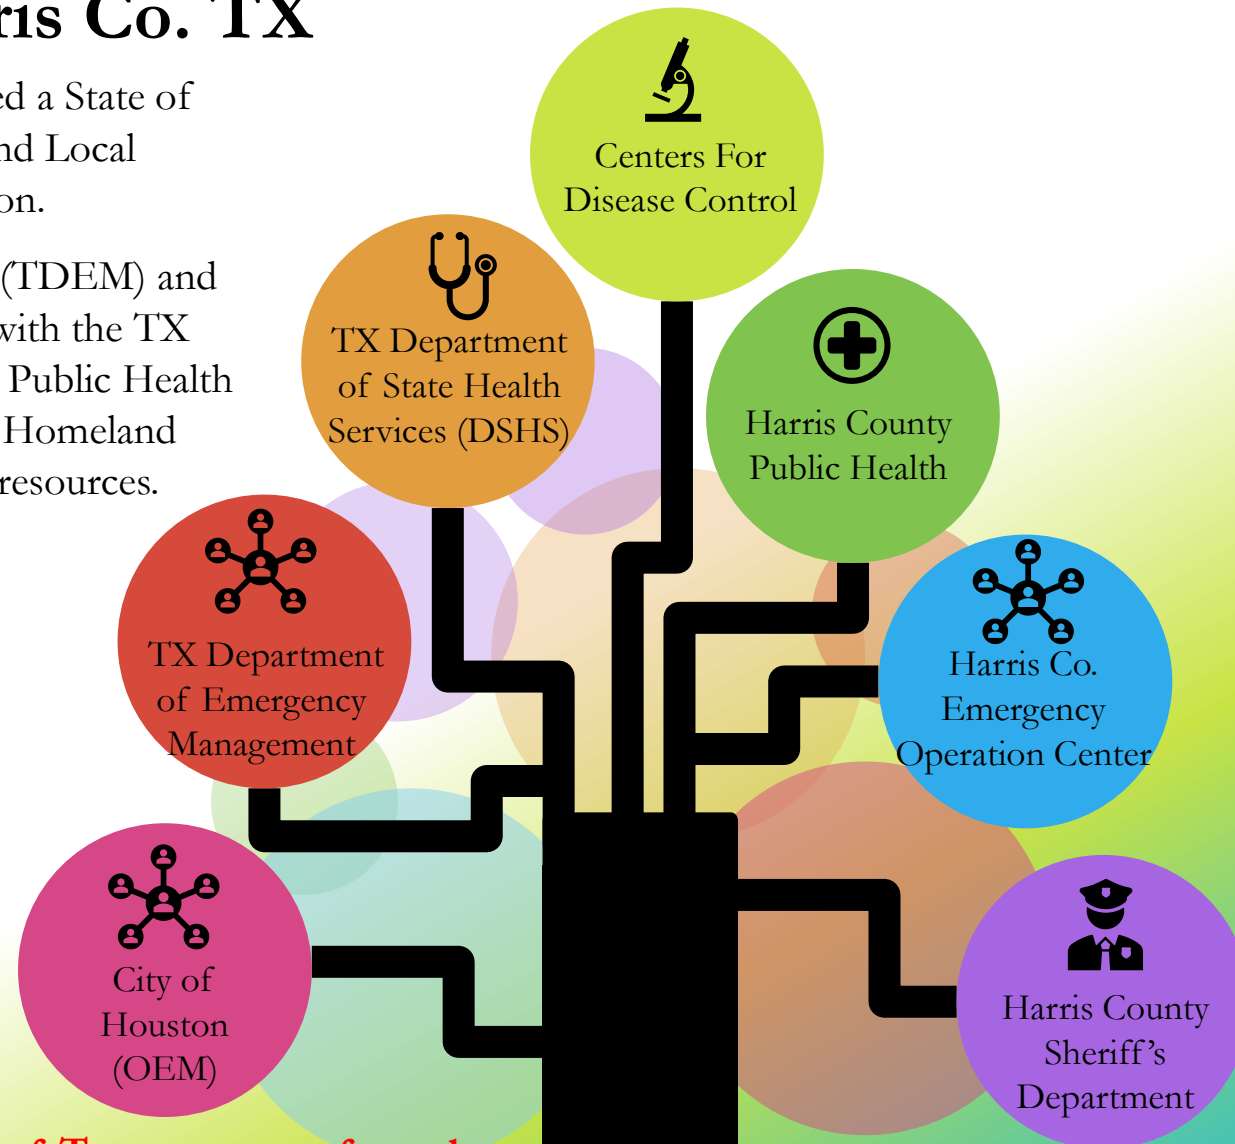 ris Co. TX
ed a State of
nd Local
on.
(TDEM) and
with the TX
Public Health
Homeland
resources.
Centers For
Disease Control
TX Department
of State Health
Services (DSHS)
Harris County
Public Health
TX Department
of Emergency
Management
Harris Co.
Emergency
Operation Center
City of
Houston
(OEM)
Harris County
Sheriff's
Department